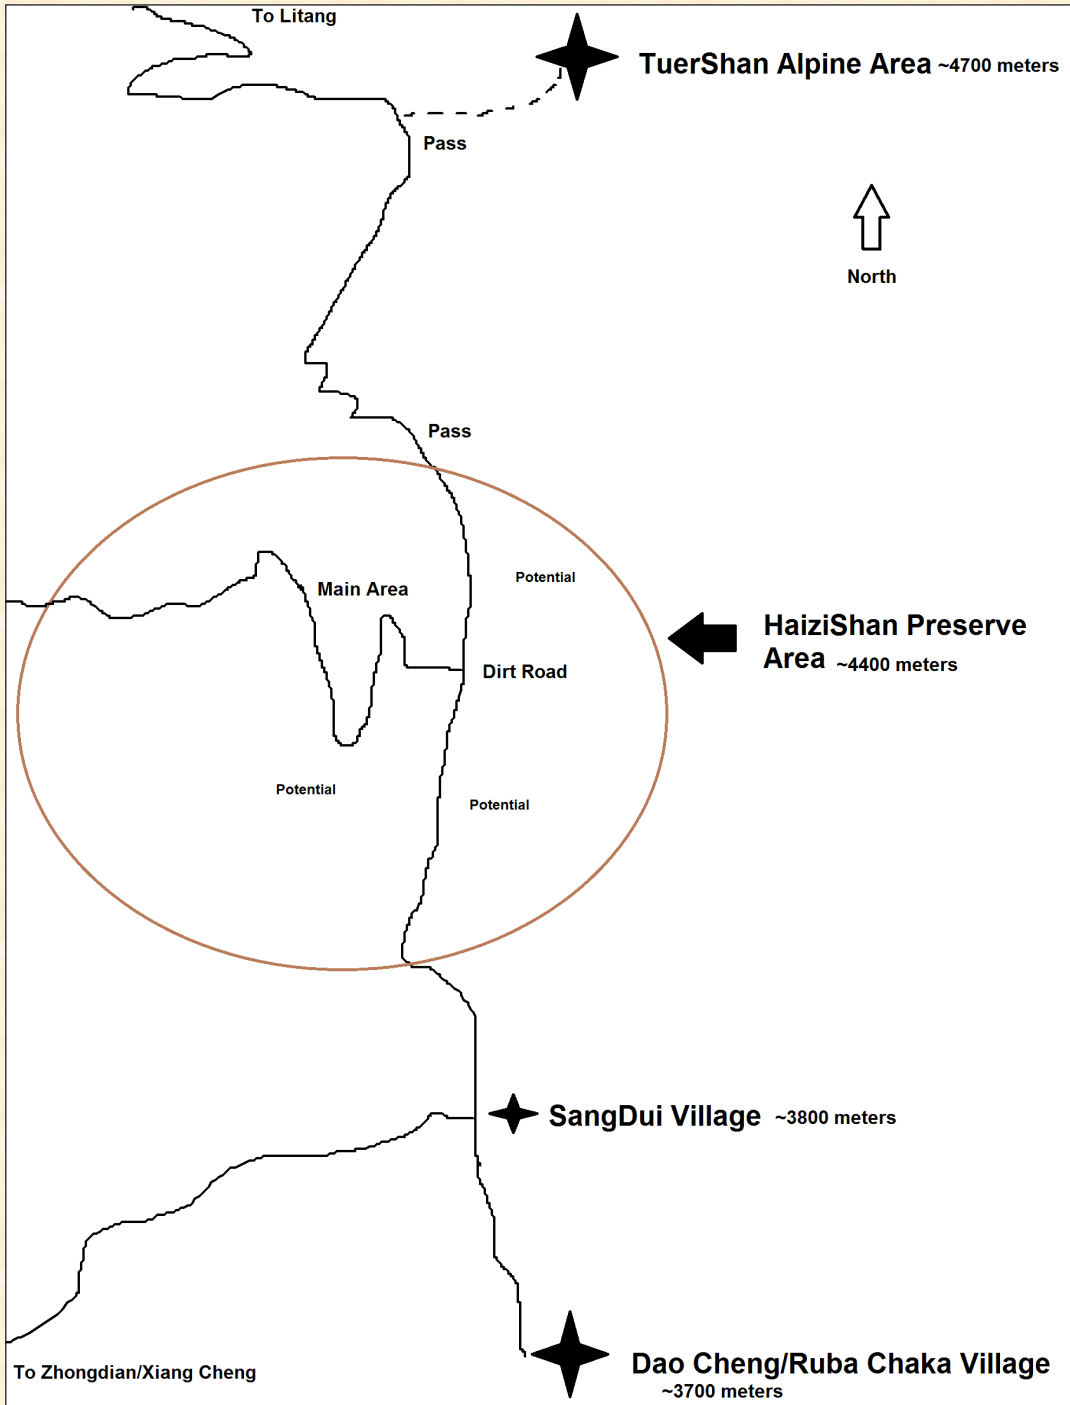 To Litang
TuerShan Alpine Area ~4700 meters
Pass
North
Pass
Potential
Main Area
HaiziShan Preserve
Area ~4400 meters
Dirt Road
Potential
Potential
SangDui Village ~3800 meters
To Zhongdian/Xiang Cheng
Dao Cheng/Ruba Chaka Village
~3700 meters